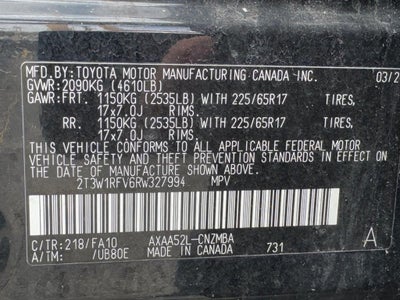 MFD.BY:TOYOTA MOTOR MANUFACTURING CANADA INC. 03/2
GVWR:2090KG (4610LB)
GAWR:FRT. 1150KG (2535LB) WITH 225/65R17 TIRES,
17x7.0J RIMS.
RR. 1150KG (2535LB) WITH 225/65R17 TIRES,
17x7.0J RIMS.
THIS VEHICLE CONFORMS TO ALL APPLICABLE FEDERAL MOTOR
VEHICLE SAFETY, BUMPER, AND THEFT PREVENTION STANDARDS IN EFFECT
ON THE DATE OF MANUFACTURE SHOWN ABOVE.
2T3W1RFV6RW327994 MPV
C/TR:218/FA10 AXAA52L-CNZMBA
A/TM: /UB80E MADE IN CANADA 731 A